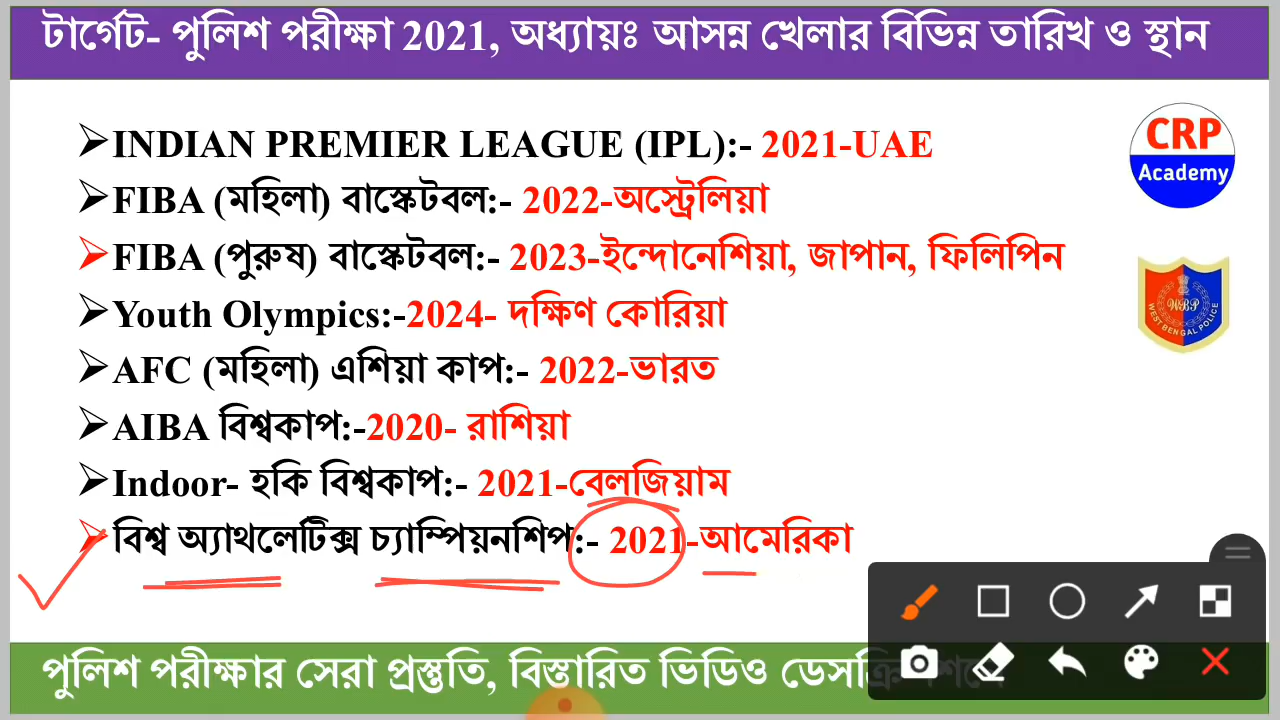 টার্গেট- পুলিশ পরীক্ষা 2021, অধ্যায়ঃ আসন্ন খেলার বিভিন্ন তারিখ ও স্থান
INDIAN PREMIER LEAGUE (IPL):- 2021-UAE
FIBA (মহিলা) বাস্কেটবল:- 2022-অস্ট্রেলিয়া
FIBA (পুরুষ) বাস্কেটবল:- 2023-ইন্দোনেশিয়া, জাপান, ফিলিপিন
Youth Olympics:-2024- দক্ষিণ কোরিয়া
AFC (মহিলা) এশিয়া কাপ:- 2022-ভারত
AIBA বিশ্বকাপ:-2020- রাশিয়া
Indoor- হকি বিশ্বকাপ:- 2021-বেলজিয়াম
বিশ্ব অ্যাথলেটিক্স চ্যাম্পিয়নশিপ:- 2021-আমেরিকা
CRP
Academy
WBP
WEST BENGAL POLICE
পুলিশ পরীক্ষার সেরা প্রস্তুতি, বিস্তারিত ভিডিও